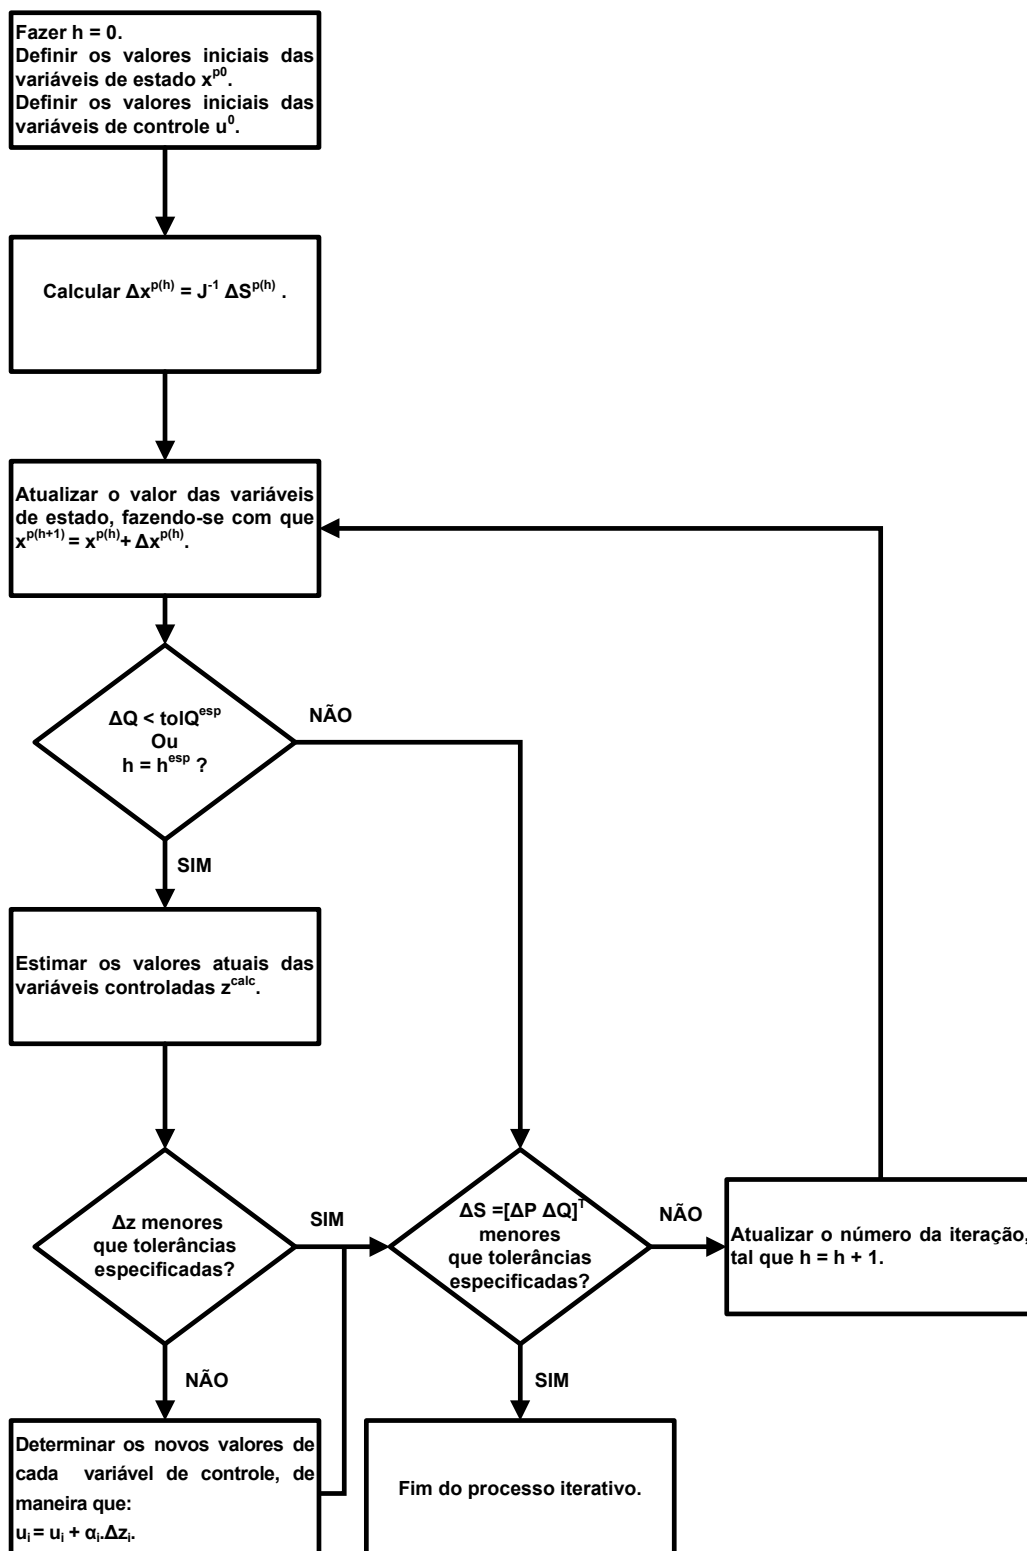 Fazer h = 0.
Definir os valores iniciais das
variáveis de estado x^p0.
Definir os valores iniciais das
variáveis de controle u^0.
Calcular Δx^p(h) = J^-1 ΔS^p(h) .
Atualizar o valor das variáveis
de estado, fazendo-se com que
x^p(h+1) = x^p(h)+ Δx^p(h).
ΔQ < tolQ^esp
Ou
h = h^esp ?
NÃO
SIM
Estimar os valores atuais das
variáveis controladas z^calc.
Δz menores
que tolerâncias
especificadas?
SIM
ΔS =[ΔP ΔQ]^T
menores
que tolerâncias
especificadas?
NÃO
Atualizar o número da iteração,
tal que h = h + 1.
NÃO
SIM
Determinar os novos valores de
cada variável de controle, de
maneira que:
u_i = u_i + α_i.Δz_i.
Fim do processo iterativo.